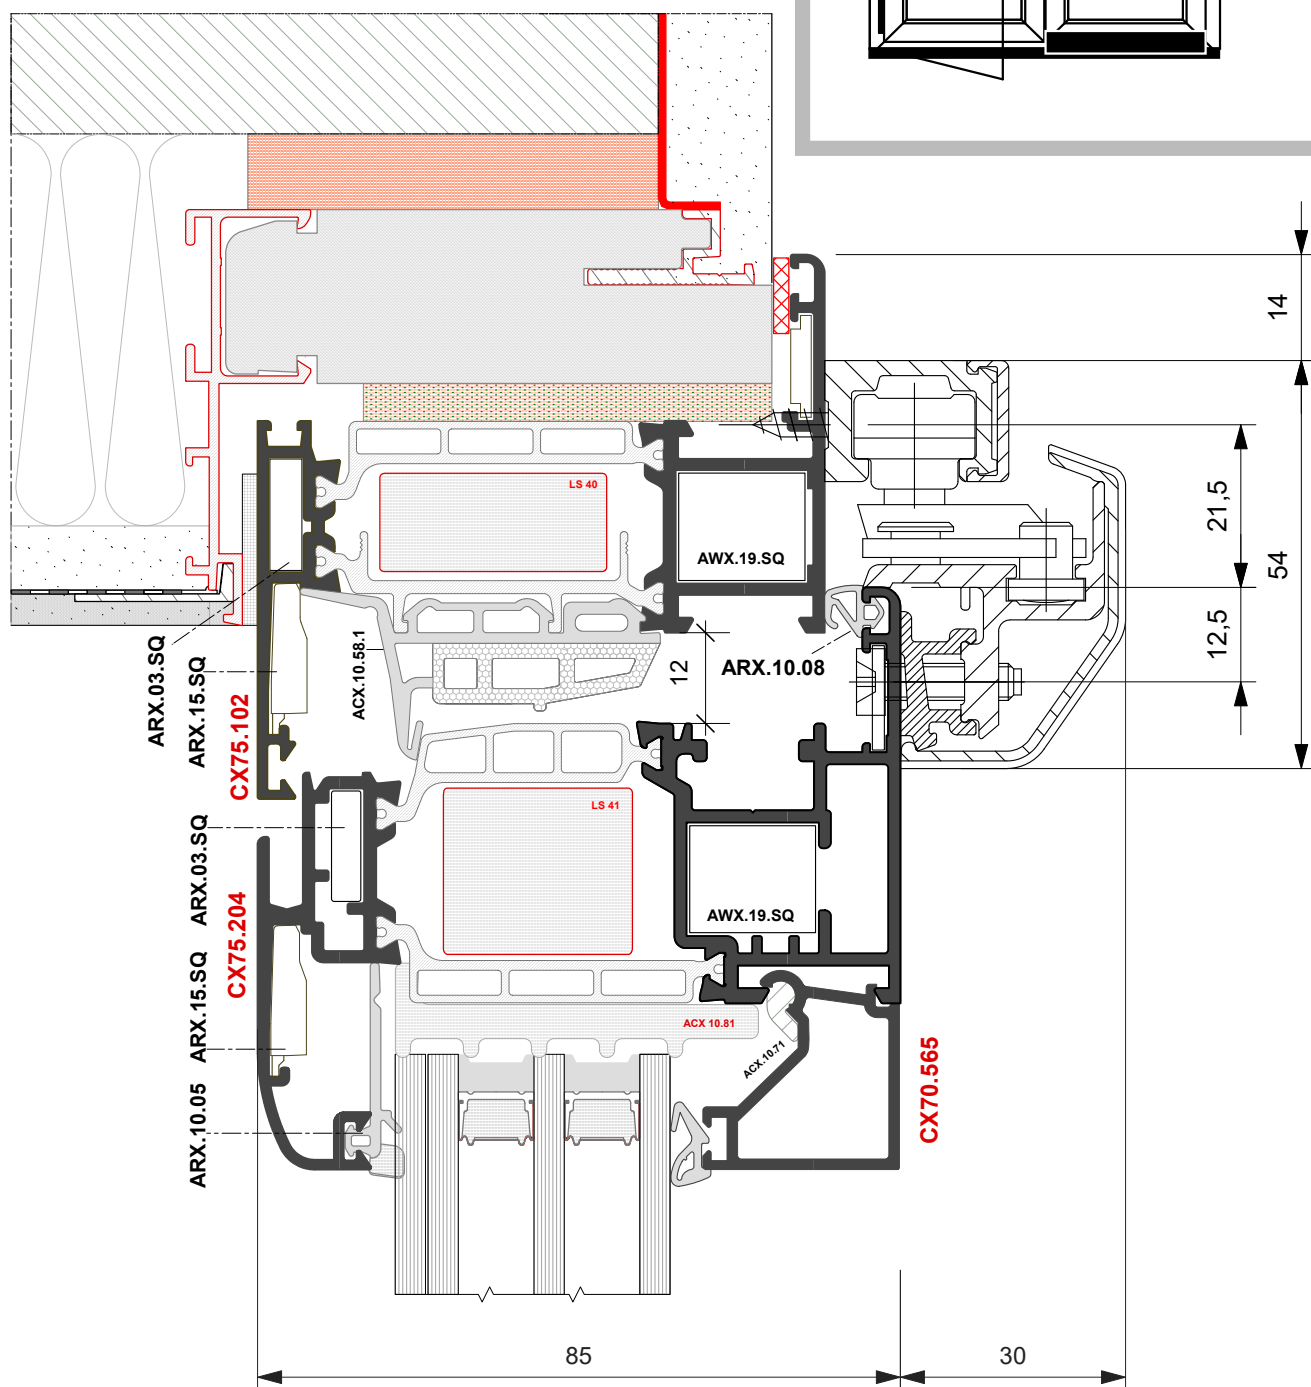 14
LS 40
21,5
AWX.19.SQ
54
ARX.03.SQ
ARX.15.SQ
CX75.102
ACX.10.58.1
12
ARX.10.08
12,5
LS 41
ARX.03.SQ
CX75.204
AWX.19.SQ
ARX.15.SQ
ACX 10.81
ACX.10.71
ARX.10.05
CX70.565
85
30